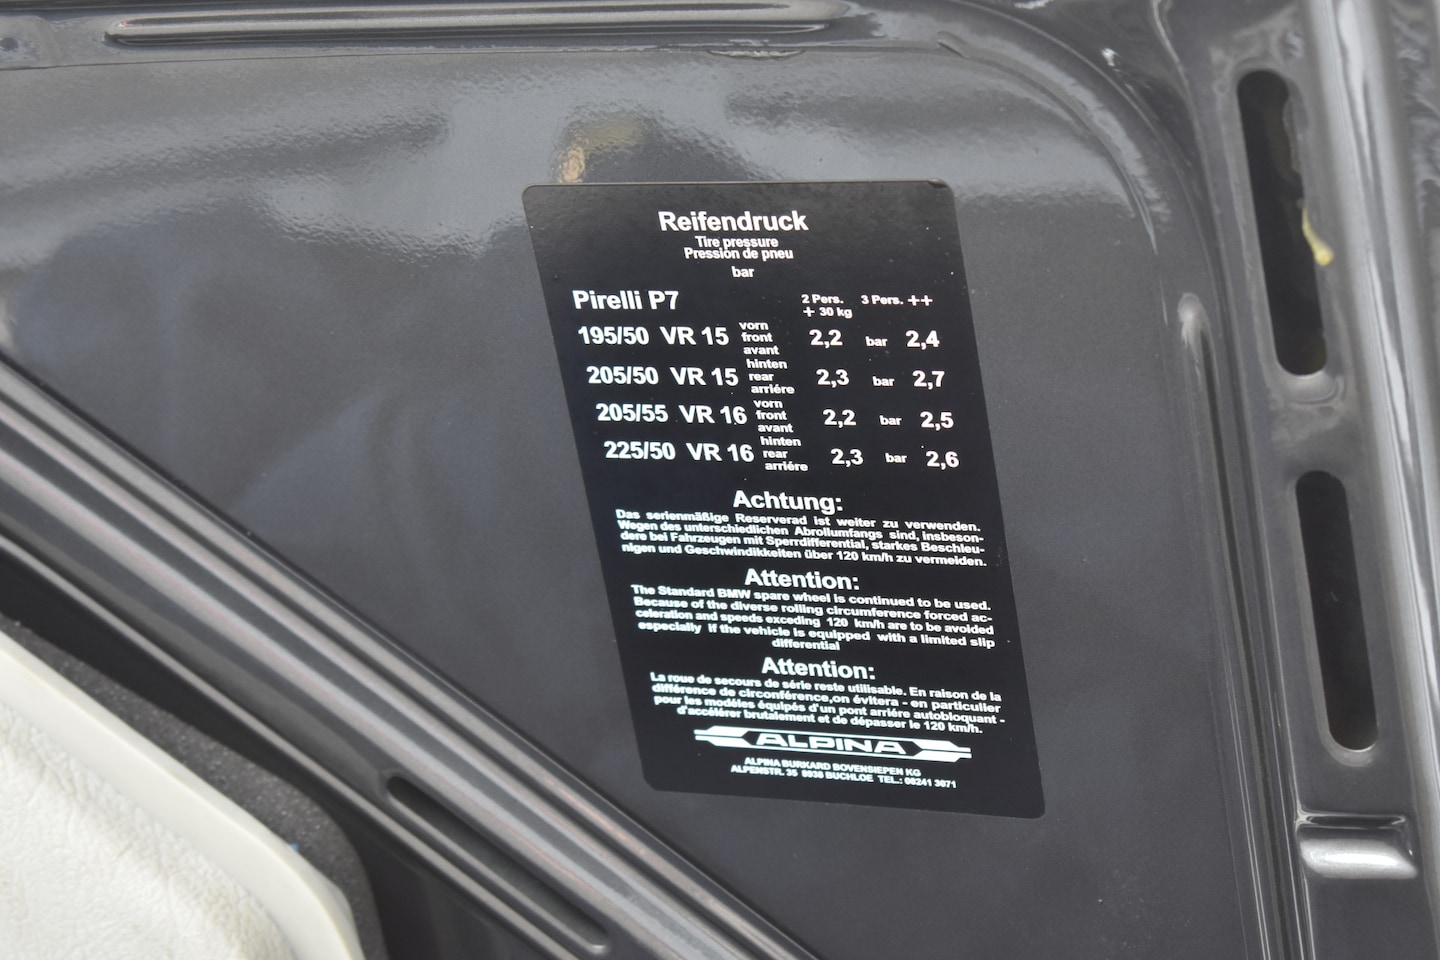 Reifendruck
Tire pressure
Pression de pneu
bar
Pirelli P7 2 Pers. 3 Pers. ++
+ 30 kg
195/50 VR 15 vorn front avant 2,2 bar 2,4
205/50 VR 15 hinten rear arriére 2,3 bar 2,7
205/55 VR 16 vorn front avant 2,2 bar 2,5
225/50 VR 16 hinten rear arriére 2,3 bar 2,6
Achtung:
Das serienmäßige Reserverad ist weiter zu verwenden.
Wegen des unterschiedlichen Abrollumfangs sind, insbeson-
dere bei Fahrzeugen mit Sperrdifferential, starkes Beschleu-
nigen und Geschwindikkeiten über 120 km/h zu vermeiden.
Attention:
The Standard BMW spare wheel is continued to be used.
Because of the diverse rolling circumference forced ac-
celeration and speeds exceding 120 km/h are to be avoided
especially if the vehicle is equipped with a limited slip
differential
Attention:
La roue de secours de série reste utilisable. En raison de la
différence de circonférence,on évitera - en particulier
pour les modéles équipés d'un pont arriére autobloquant -
d'accélérer brutalement et de dépasser le 120 km/h.
ALPINA
ALPINA BURKARD BOVENSIEPEN KG
ALPENSTR. 35 8938 BUCHLOE TEL.: 08241 3071